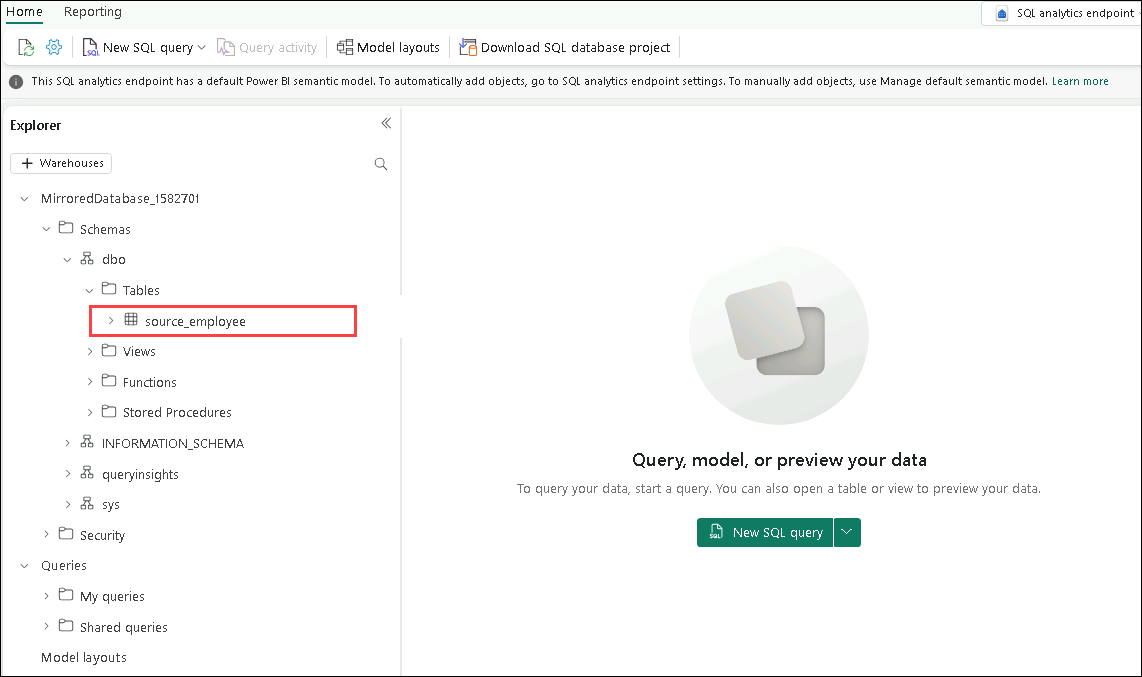 Home Reporting
SQL analytics endpoint
New SQL query Query activity Model layouts Download SQL database project
This SQL analytics endpoint has a default Power BI semantic model. To automatically add objects, go to SQL analytics endpoint settings. To manually add objects, use Manage default semantic model. Learn more
Explorer
+ Warehouses
MirroredDatabase_1582701
Schemas
dbo
Tables
source_employee
Views
Functions
Stored Procedures
INFORMATION_SCHEMA
queryinsights
sys
Security
Queries
My queries
Shared queries
Model layouts
Query, model, or preview your data
To query your data, start a query. You can also open a table or view to preview your data.
New SQL query